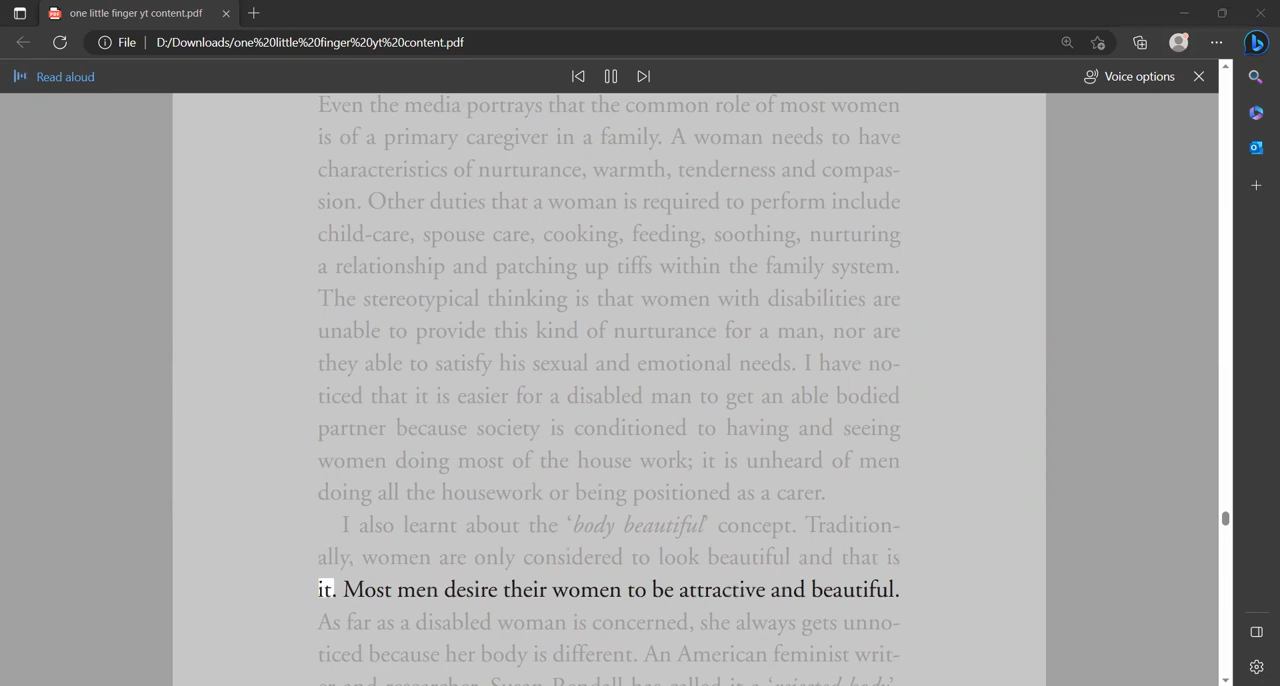 one little finger yt content.pdf
File
D:/Downloads/one%20little%20finger%20yt%20content.pdf
Read aloud
Voice options
Even the media portrays that the common role of most women
is of a primary caregiver in a family. A woman needs to have
characteristics of nurturance, warmth, tenderness and compas-
sion. Other duties that a woman is required to perform include
child-care, spouse care, cooking, feeding, soothing, nurturing
a relationship and patching up tiffs within the family system.
The stereotypical thinking is that women with disabilities are
unable to provide this kind of nurturance for a man, nor are
they able to satisfy his sexual and emotional needs. I have no-
ticed that it is easier for a disabled man to get an able bodied
partner because society is conditioned to having and seeing
women doing most of the house work; it is unheard of men
doing all the housework or being positioned as a carer.
I also learnt about the ‘body beautiful’ concept. Tradition-
ally, women are only considered to look beautiful and that is
it. Most men desire their women to be attractive and beautiful.
As far as a disabled woman is concerned, she always gets unno-
ticed because her body is different. An American feminist writ-
er and researcher, Susan Rendall has called it a ‘rejected body’.